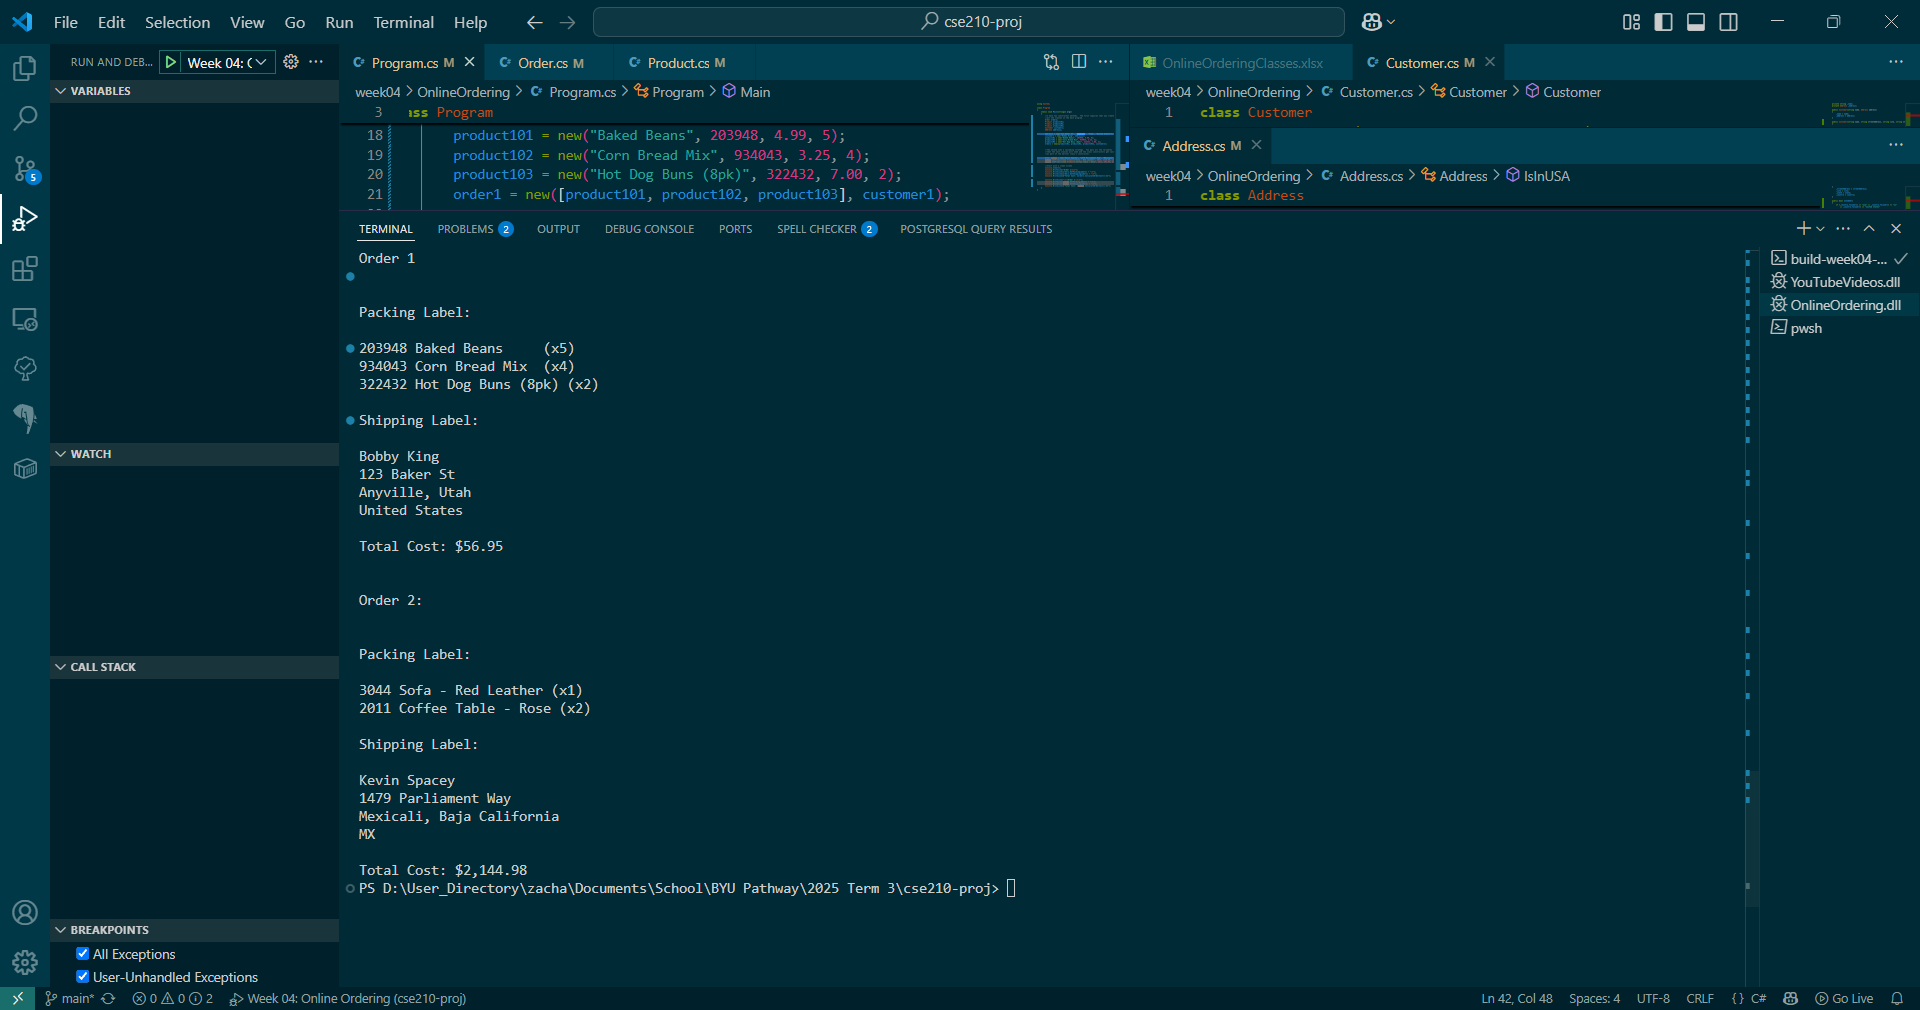 File Edit Selection View Go Run Terminal Help
cse210-proj
RUN AND DEB... Week 04: (
VARIABLES
WATCH
CALL STACK
BREAKPOINTS
All Exceptions
User-Unhandled Exceptions
5
Program.cs M Order.cs M Product.cs M
week04 > OnlineOrdering > Program.cs > Program > Main
3 ass Program
18 product101 = new("Baked Beans", 203948, 4.99, 5);
19 product102 = new("Corn Bread Mix", 934043, 3.25, 4);
20 product103 = new("Hot Dog Buns (8pk)", 322432, 7.00, 2);
21 order1 = new([product101, product102, product103], customer1);
OnlineOrderingClasses.xlsx Customer.cs M
week04 > OnlineOrdering > Customer.cs > Customer > Customer
1 class Customer
Address.cs M
week04 > OnlineOrdering > Address.cs > Address > IsInUSA
1 class Address
TERMINAL PROBLEMS 2 OUTPUT DEBUG CONSOLE PORTS SPELL CHECKER 2 POSTGRESQL QUERY RESULTS
Order 1
Packing Label:
203948 Baked Beans     (x5)
934043 Corn Bread Mix  (x4)
322432 Hot Dog Buns (8pk) (x2)
Shipping Label:
Bobby King
123 Baker St
Anyville, Utah
United States
Total Cost: $56.95
Order 2:
Packing Label:
3044 Sofa - Red Leather (x1)
2011 Coffee Table - Rose (x2)
Shipping Label:
Kevin Spacey
1479 Parliament Way
Mexicali, Baja California
MX
Total Cost: $2,144.98
PS D:\User_Directory\zacha\Documents\School\BYU Pathway\2025 Term 3\cse210-proj>
build-week04-...
YouTubeVideos.dll
OnlineOrdering.dll
pwsh
main* 0 0 2 Week 04: Online Ordering (cse210-proj)
Ln 42, Col 48 Spaces: 4 UTF-8 CRLF {} C# Go Live